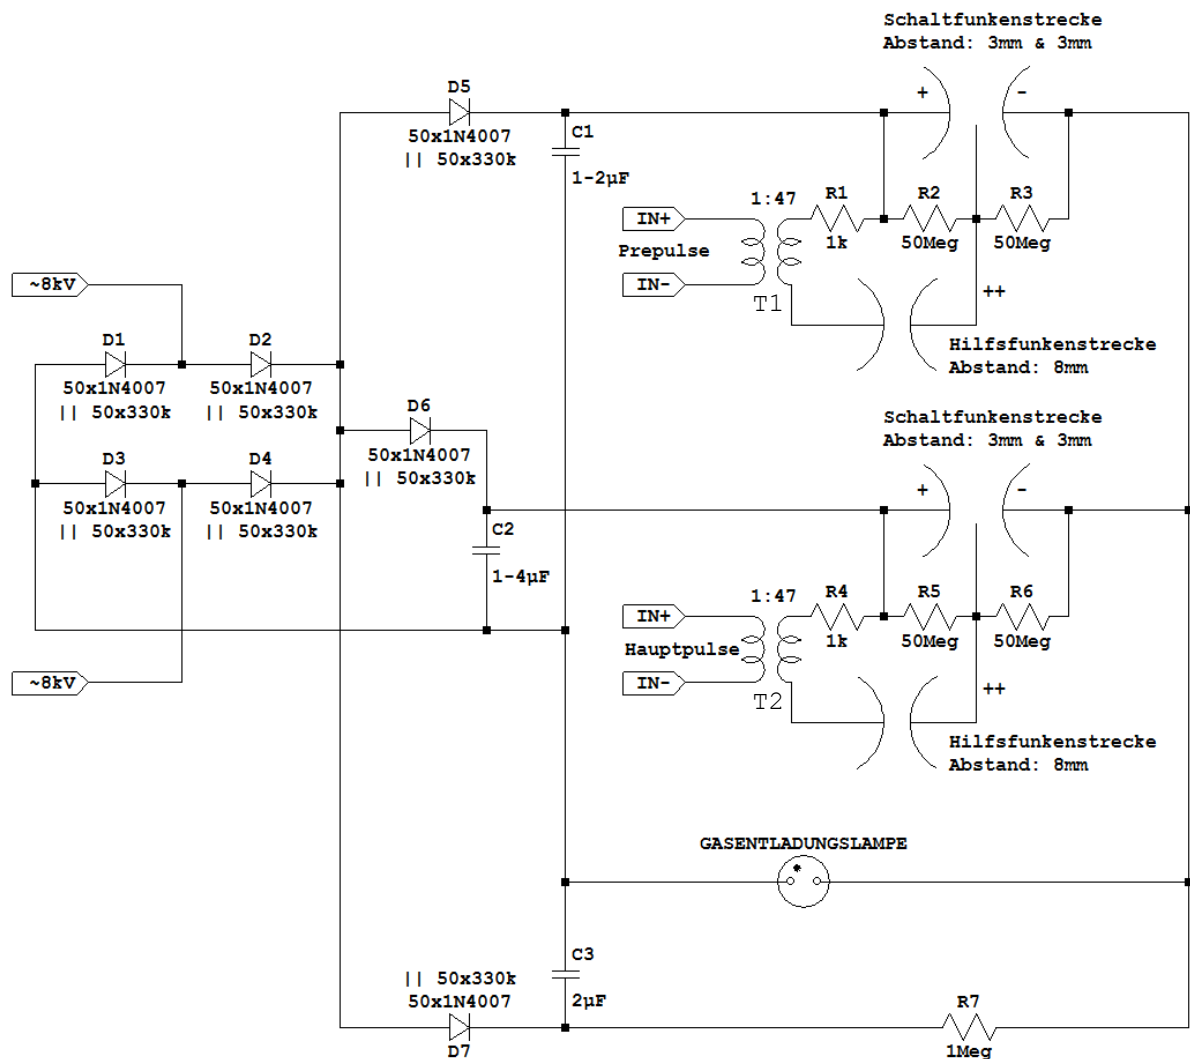 Schaltfunkenstrecke
Abstand: 3mm & 3mm
D5
50x1N4007
|| 50x330k
C1
1-2µF
+
-
1:47
R1
R2
R3
IN+
1k
50Meg
50Meg
Prepulse
IN-
T1
++
Hilfsfunkenstrecke
Abstand: 8mm
~8kV
D1
D2
50x1N4007
50x1N4007
|| 50x330k
|| 50x330k
D6
50x1N4007
|| 50x330k
D3
D4
50x1N4007
50x1N4007
|| 50x330k
|| 50x330k
Schaltfunkenstrecke
Abstand: 3mm & 3mm
+
-
C2
1-4µF
1:47
R4
R5
R6
IN+
1k
50Meg
50Meg
Hauptpulse
IN-
T2
++
Hilfsfunkenstrecke
Abstand: 8mm
~8kV
GASENTLADUNGSLAMPE
C3
2µF
|| 50x330k
50x1N4007
D7
R7
1Meg